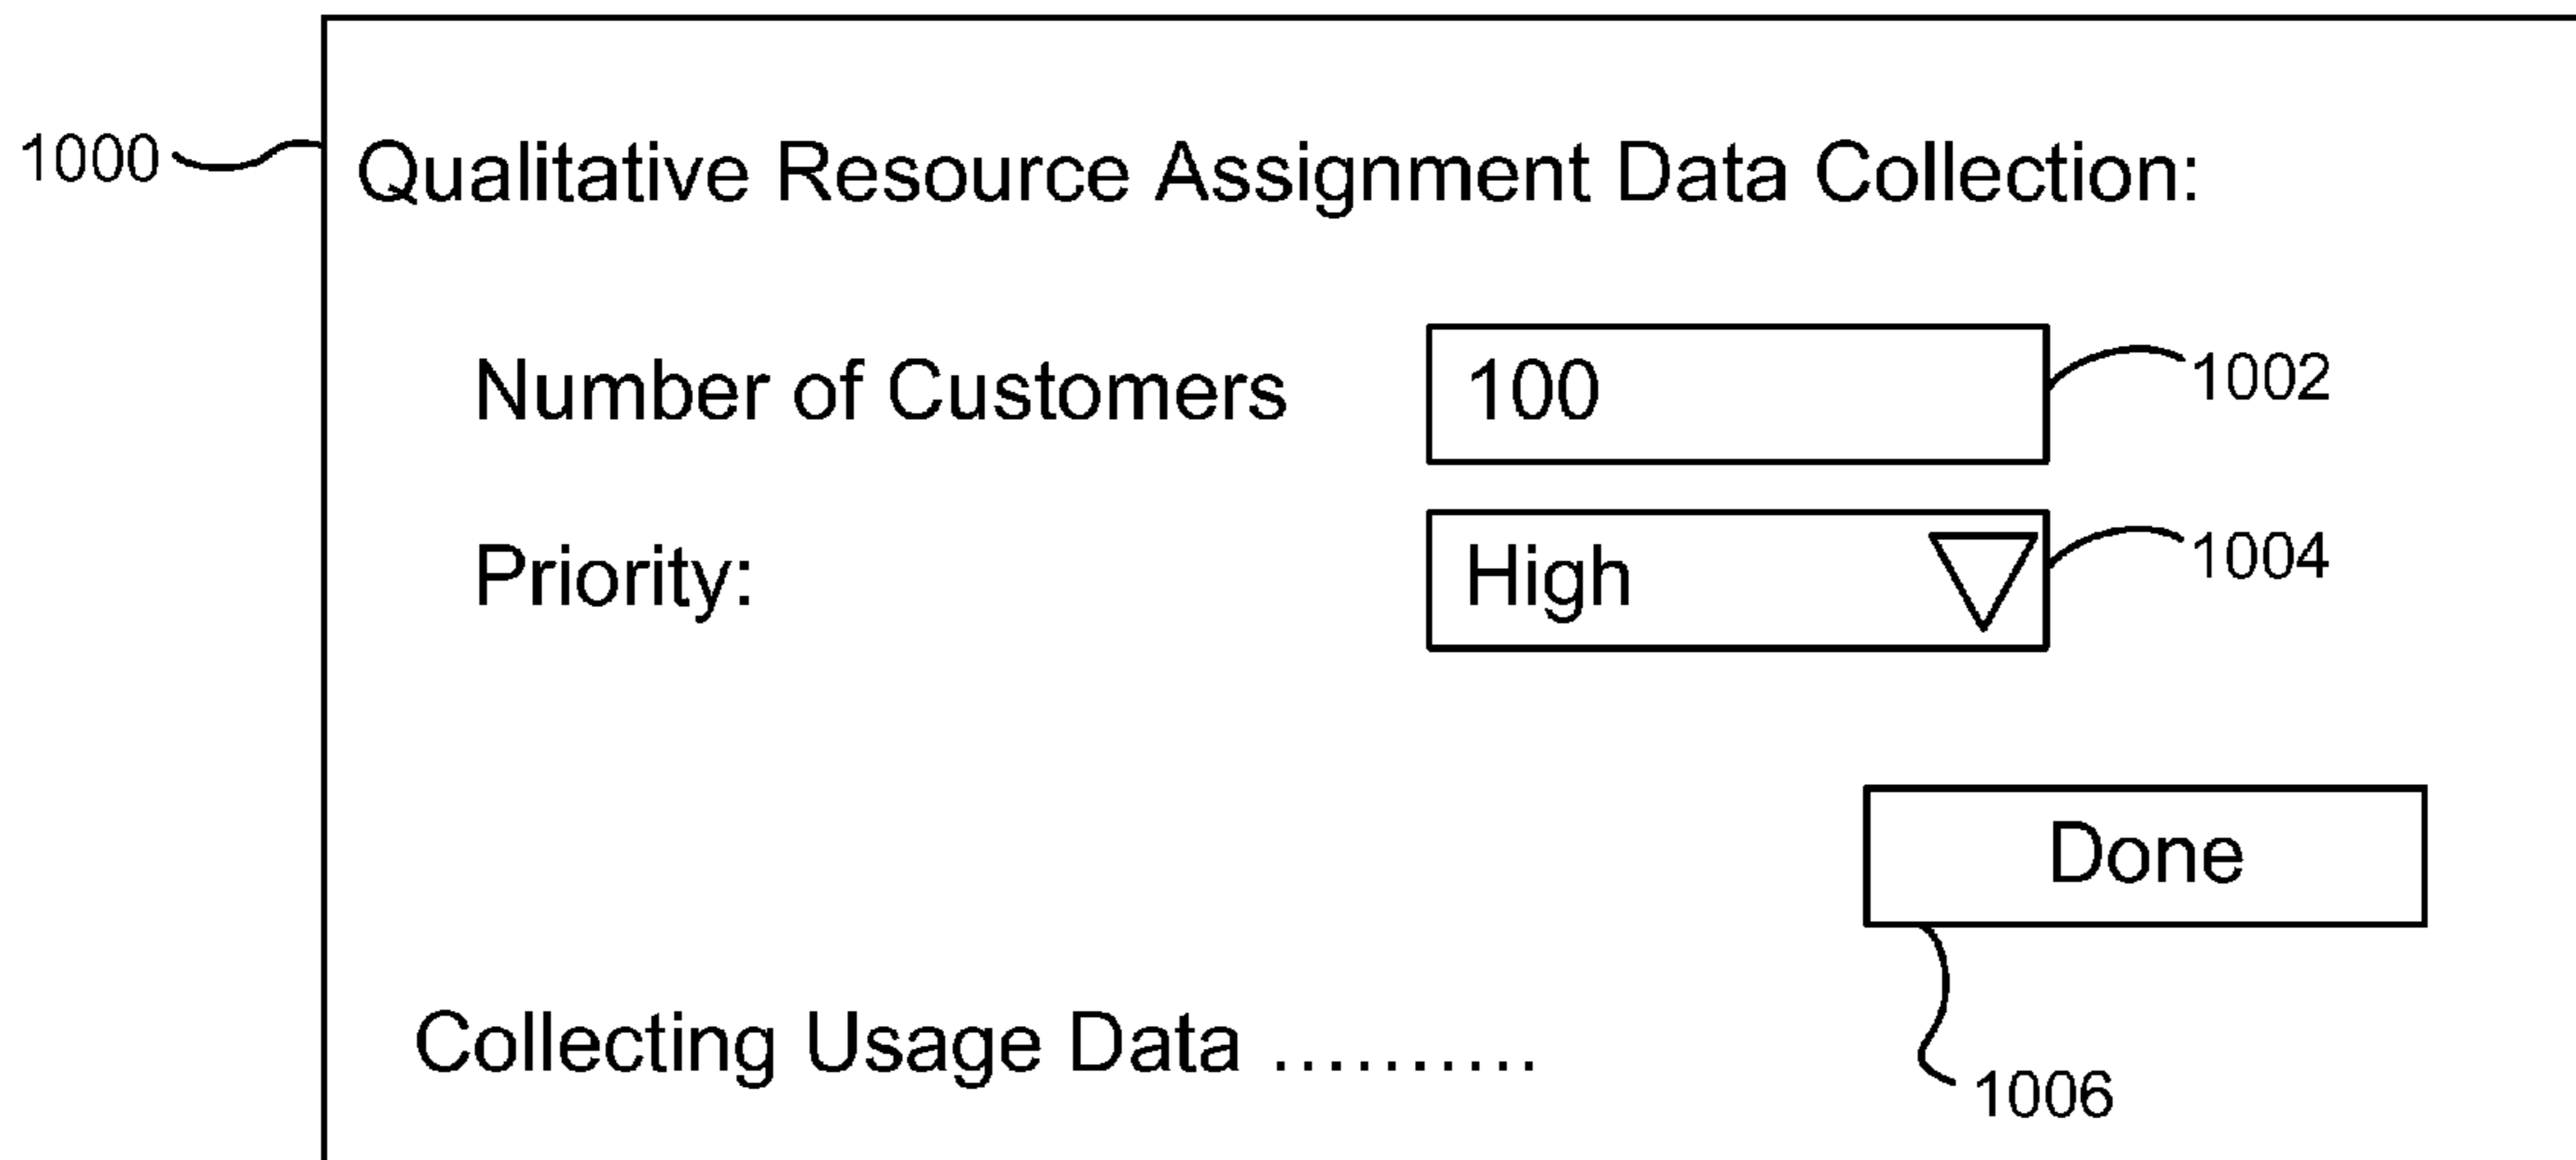 1000 Qualitative Resource Assignment Data Collection:
Number of Customers 100 1002
Priority: High 1004
Done
Collecting Usage Data ..........
1006